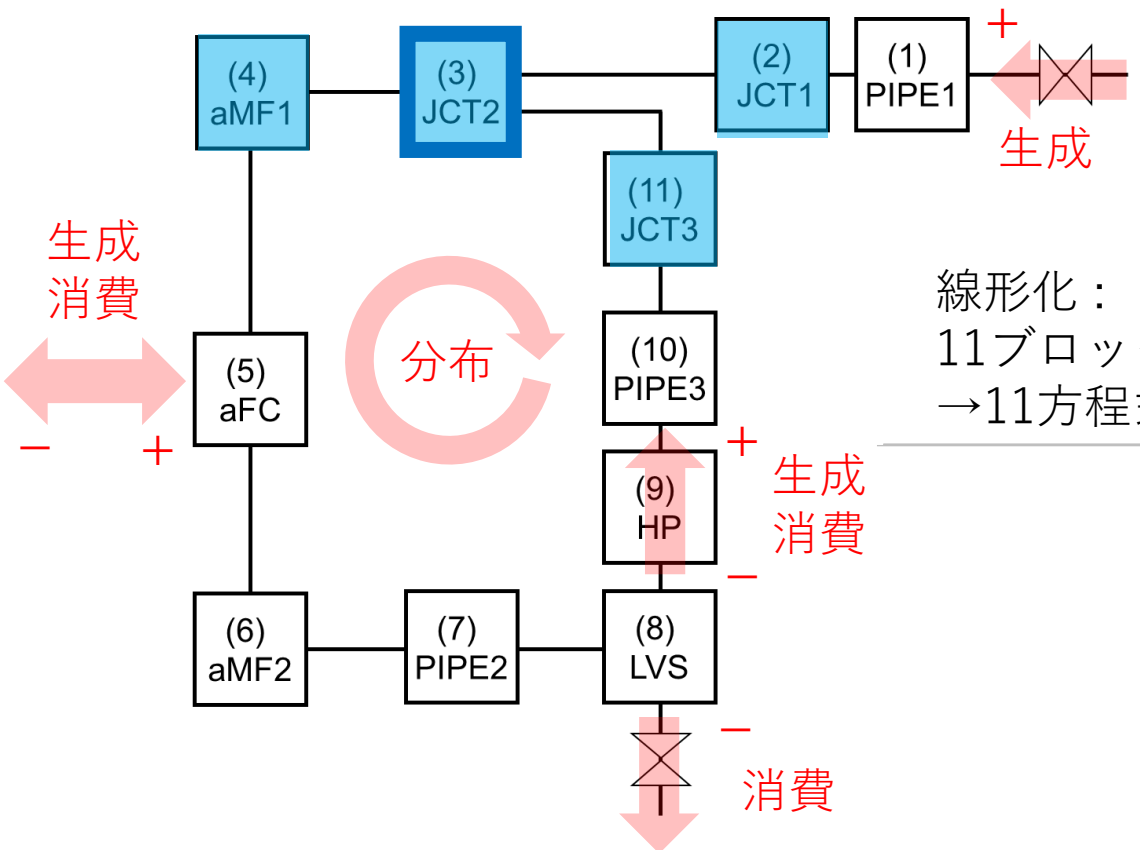 (4)
aMF1
(3)
JCT2
(2)
JCT1
(1)
PIPE1
+
生成
(11)
JCT3
生成
消費
(5)
aFC
−
+
分布
線形化：
11ブロッ
→11方程
(10)
PIPE3
+
(9)
HP
生成
消費
−
(6)
aMF2
(7)
PIPE2
(8)
LVS
−
消費